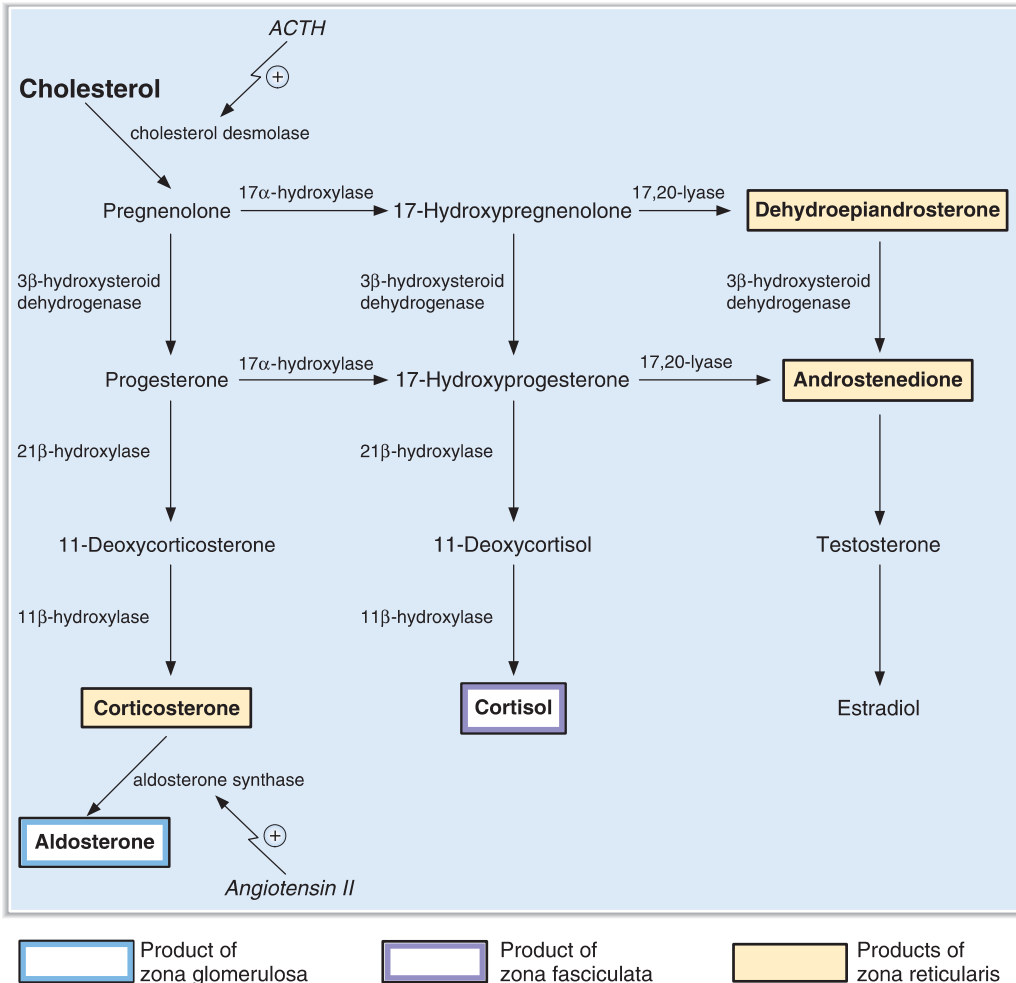 ACTH
+
Cholesterol
cholesterol desmolase
17α-hydroxylase
17,20-lyase
Pregnenolone
17-Hydroxypregnenolone
Dehydroepiandrosterone
3β-hydroxysteroid
dehydrogenase
3β-hydroxysteroid
dehydrogenase
3β-hydroxysteroid
dehydrogenase
17α-hydroxylase
17,20-lyase
Progesterone
17-Hydroxyprogesterone
Androstenedione
21β-hydroxylase
21β-hydroxylase
11-Deoxycorticosterone
11-Deoxycortisol
Testosterone
11β-hydroxylase
11β-hydroxylase
Corticosterone
Cortisol
Estradiol
aldosterone synthase
+
Aldosterone
Angiotensin II
Product of
zona glomerulosa
Product of
zona fasciculata
Products of
zona reticularis